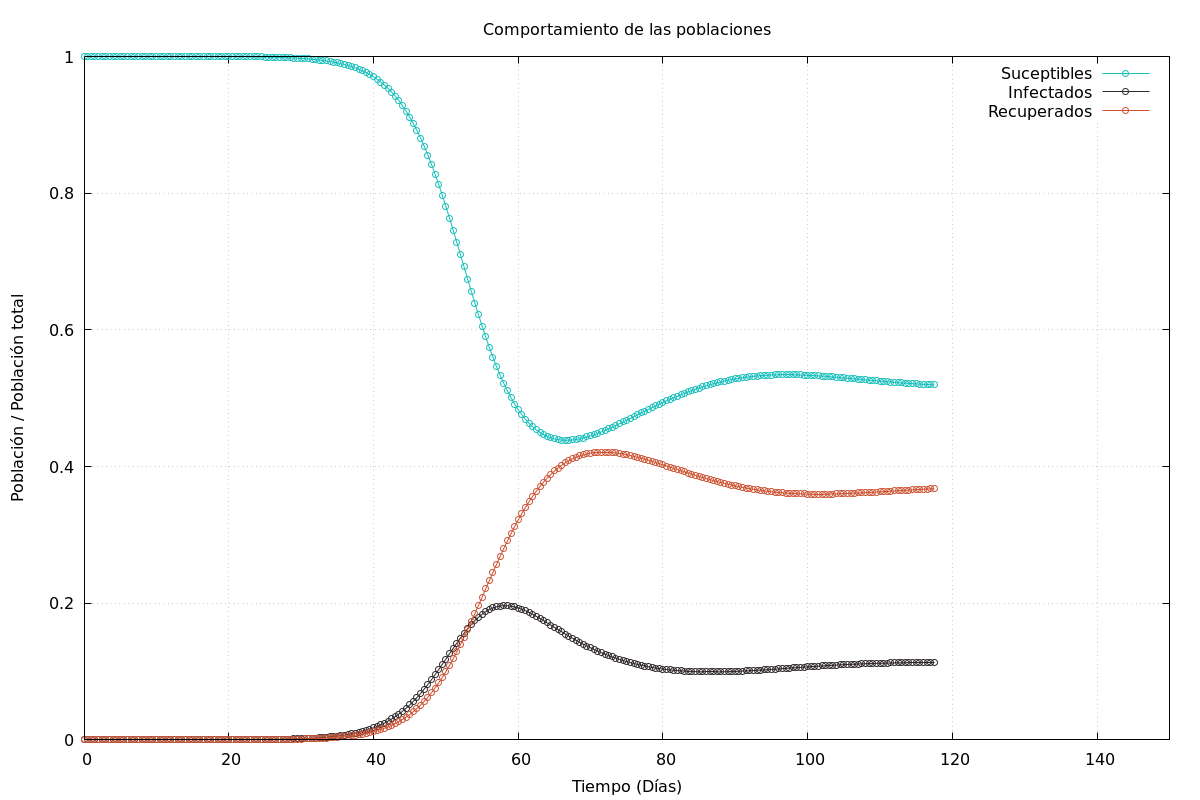 Comportamiento de las poblaciones
Suceptibles
Infectados
Recuperados
1
0.8
0.6
0.4
0.2
0
Población / Población total
0 20 40 60 80 100 120 140
Tiempo (Días)